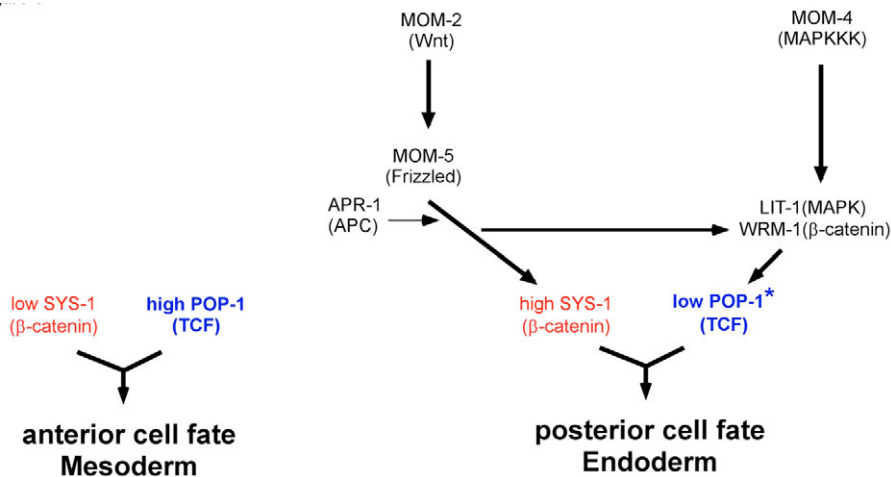 MOM-2
(Wnt)
MOM-4
(MAPKKK)
MOM-5
(Frizzled)
APR-1
(APC)
LIT-1(MAPK)
WRM-1(β-catenin)
low SYS-1
(β-catenin)
high POP-1
(TCF)
high SYS-1
(β-catenin)
low POP-1*
(TCF)
anterior cell fate
Mesoderm
posterior cell fate
Endoderm